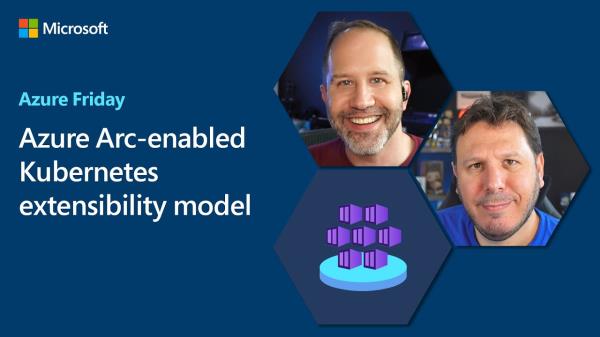 Microsoft
Azure Friday
Azure Arc-enabled
Kubernetes
extensibility model